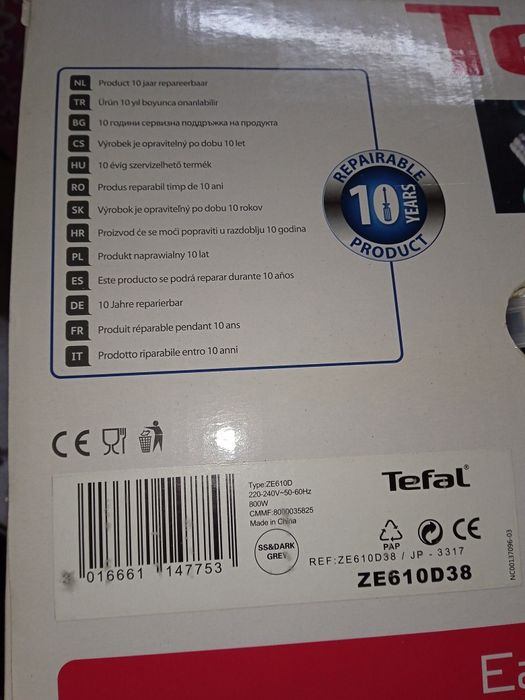 Te
NL Product 10 jaar repareerbaar
TR Ürün 10 yıl boyunca onarılabilir
BG 10 години сервизна поддръжка на продукта
CS Výrobek je opravitelný po dobu 10 let
HU 10 évig szervizelhető termék
RO Produs reparabil timp de 10 ani
SK Výrobok je opraviteľný po dobu 10 rokov
HR Proizvod će se moći popraviti u razdoblju 10 godina
PL Produkt naprawialny 10 lat
ES Este producto se podrá reparar durante 10 años
DE 10 Jahre reparierbar
FR Produit réparable pendant 10 ans
IT Prodotto riparabile entro 10 anni
REPAIRABLE
10 YEARS
PRODUCT
CE
Type:ZE610D
220-240V~50-60Hz
800W
CMMF:8000035825
Made in China
SS&DARK
GREY
016661 147753
Tefal®
PAP
CE
REF:ZE610D38 / JP - 3317
ZE610D38
NC00137096-03
Ea